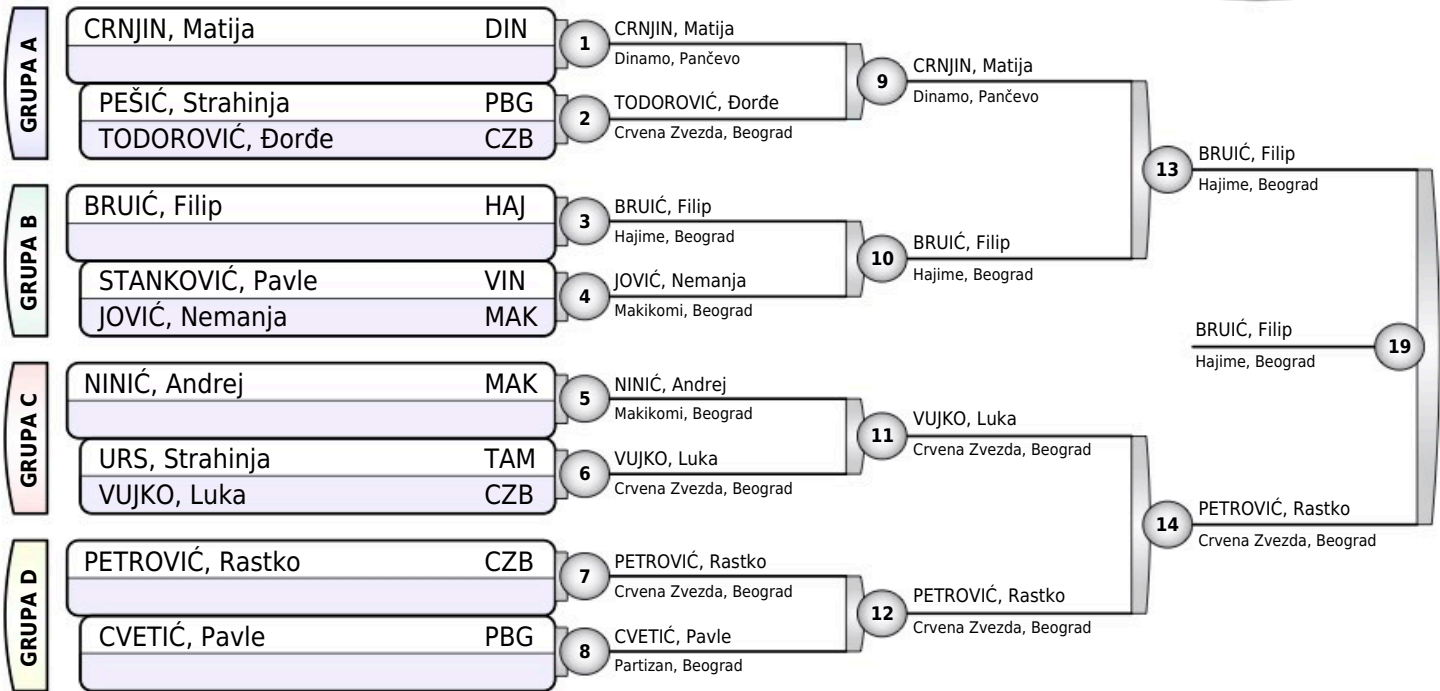 GRUPA A
CRNJIN, Matija DIN
PEŠIĆ, Strahinja PBG
TODOROVIĆ, Đorđe CZB
GRUPA B
BRUIĆ, Filip HAJ
STANKOVIĆ, Pavle VIN
JOVIĆ, Nemanja MAK
GRUPA C
NINIĆ, Andrej MAK
URS, Strahinja TAM
VUJKO, Luka CZB
GRUPA D
PETROVIĆ, Rastko CZB
CVETIĆ, Pavle PBG
1
CRNJIN, Matija
Dinamo, Pančevo
2
TODOROVIĆ, Đorđe
Crvena Zvezda, Beograd
3
BRUIĆ, Filip
Hajime, Beograd
4
JOVIĆ, Nemanja
Makikomi, Beograd
5
NINIĆ, Andrej
Makikomi, Beograd
6
VUJKO, Luka
Crvena Zvezda, Beograd
7
PETROVIĆ, Rastko
Crvena Zvezda, Beograd
8
CVETIĆ, Pavle
Partizan, Beograd
9
CRNJIN, Matija
Dinamo, Pančevo
10
BRUIĆ, Filip
Hajime, Beograd
11
VUJKO, Luka
Crvena Zvezda, Beograd
12
PETROVIĆ, Rastko
Crvena Zvezda, Beograd
13
BRUIĆ, Filip
Hajime, Beograd
14
PETROVIĆ, Rastko
Crvena Zvezda, Beograd
BRUIĆ, Filip
Hajime, Beograd
19